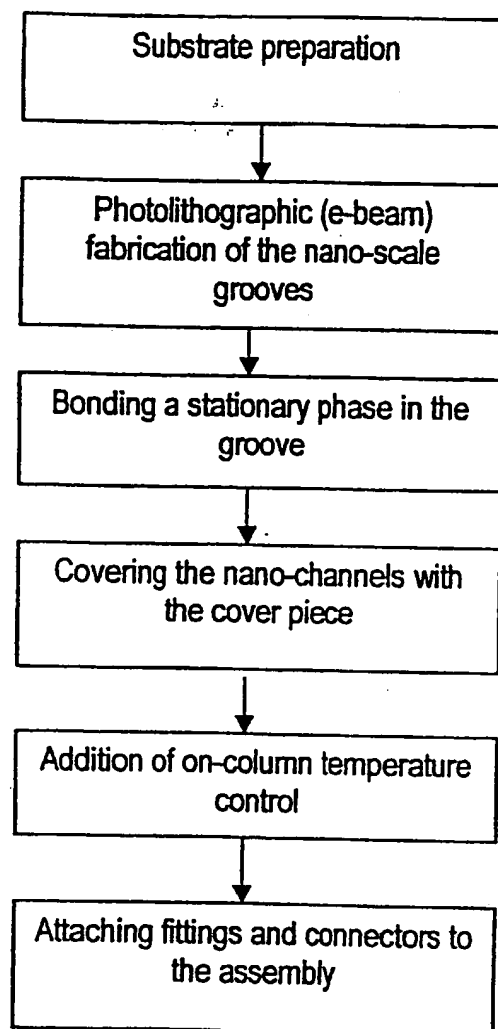 Substrate preparation
Photolithographic (e-beam)
fabrication of the nano-scale
grooves
Bonding a stationary phase in the
groove
Covering the nano-channels with
the cover piece
Addition of on-column temperature
control
Attaching fittings and connectors to
the assembly